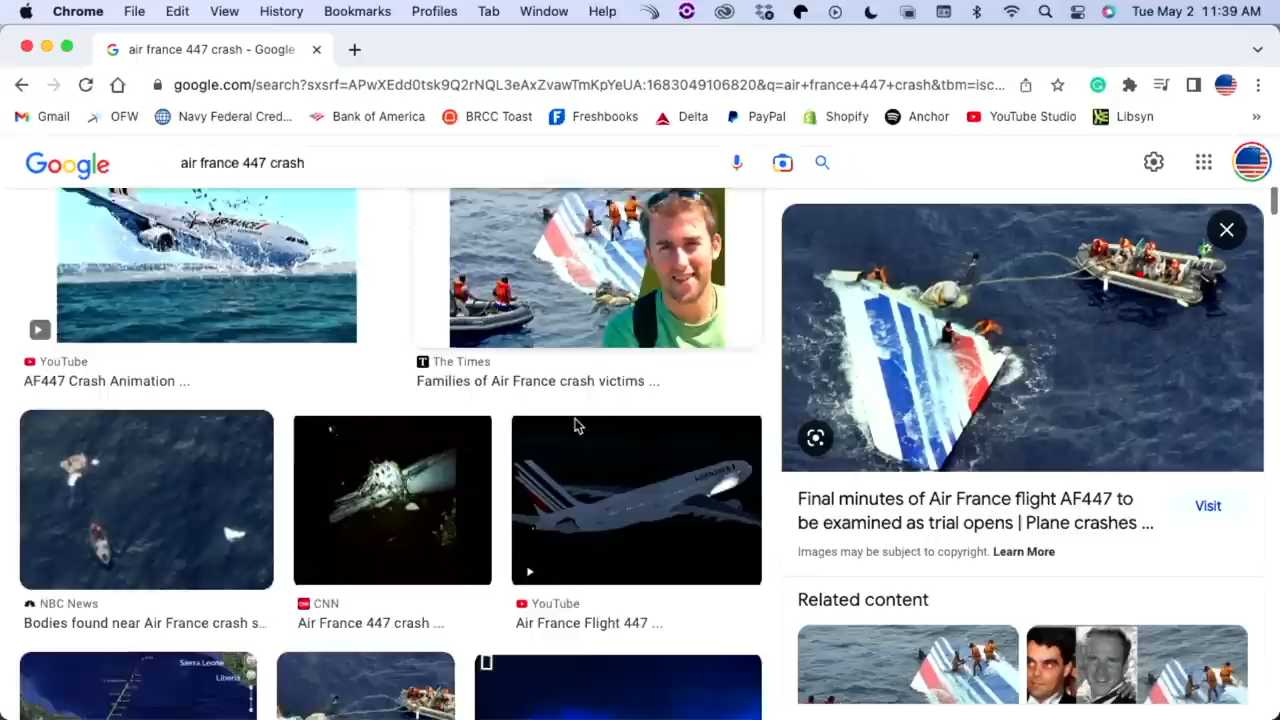 Chrome File Edit View History Bookmarks Profiles Tab Window Help Tue May 2 11:39 AM
air france 447 crash - Google
google.com/search?sxsrf=APwXEdd0tsk9Q2rNQL3eAxZvawTmKpYeUA:1683049106820&q=air+france+447+crash&tbm=isc...
Gmail OFW Navy Federal Cred... Bank of America BRCC Toast Freshbooks Delta PayPal Shopify Anchor YouTube Studio Libsyn »
Google air france 447 crash
YouTube
AF447 Crash Animation ...
The Times
Families of Air France crash victims ...
NBC News
Bodies found near Air France crash s...
CNN
Air France 447 crash ...
YouTube
Air France Flight 447 ...
Sierra Leone
Liberia
Final minutes of Air France flight AF447 to
be examined as trial opens | Plane crashes ...
Visit
Images may be subject to copyright. Learn More
Related content